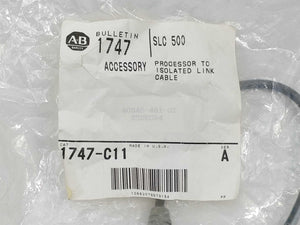 AB
BULLETIN
1747
ACCESSORY
SLC 500
PROCESSOR TO
ISOLATED LINK
CABLE
CAT
MADE IN U.S.A.
SER
1747-C11
A